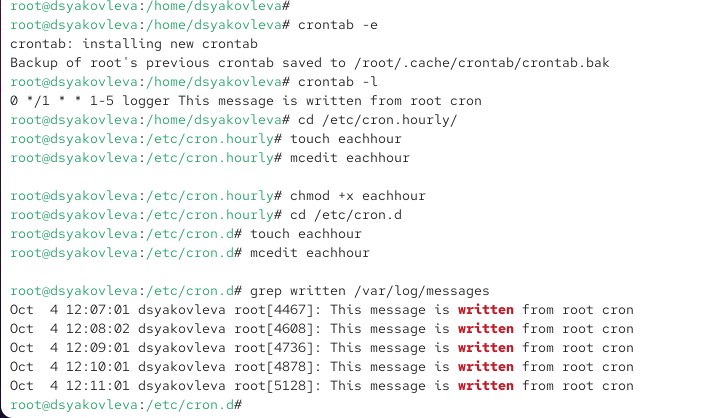 root@dsyakovleva:/home/dsyakovleva#
root@dsyakovleva:/home/dsyakovleva# crontab -e
crontab: installing new crontab
Backup of root's previous crontab saved to /root/.cache/crontab/crontab.bak
root@dsyakovleva:/home/dsyakovleva# crontab -l
0 */1 * * 1-5 logger This message is written from root cron
root@dsyakovleva:/home/dsyakovleva# cd /etc/cron.hourly/
root@dsyakovleva:/etc/cron.hourly# touch eachhour
root@dsyakovleva:/etc/cron.hourly# mcedit eachhour

root@dsyakovleva:/etc/cron.hourly# chmod +x eachhour
root@dsyakovleva:/etc/cron.hourly# cd /etc/cron.d
root@dsyakovleva:/etc/cron.d# touch eachhour
root@dsyakovleva:/etc/cron.d# mcedit eachhour

root@dsyakovleva:/etc/cron.d# grep written /var/log/messages
Oct  4 12:07:01 dsyakovleva root[4467]: This message is written from root cron
Oct  4 12:08:02 dsyakovleva root[4608]: This message is written from root cron
Oct  4 12:09:01 dsyakovleva root[4736]: This message is written from root cron
Oct  4 12:10:01 dsyakovleva root[4878]: This message is written from root cron
Oct  4 12:11:01 dsyakovleva root[5128]: This message is written from root cron
root@dsyakovleva:/etc/cron.d#